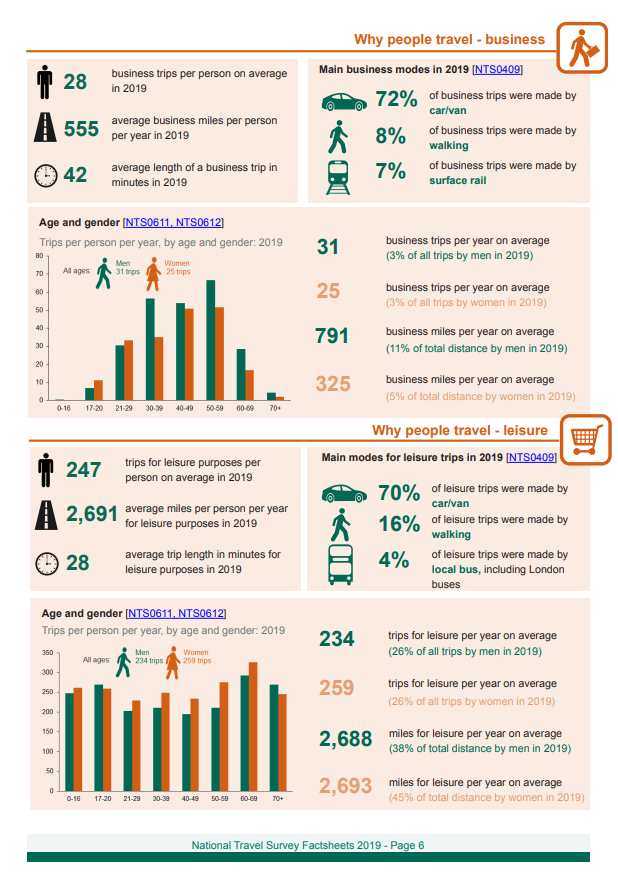 Why people travel - business
28
business trips per person on average
in 2019
555
average business miles per person
per year in 2019
42
average length of a business trip in
minutes in 2019
Main business modes in 2019 [NTS0409]
72%
of business trips were made by
car/van
8%
of business trips were made by
walking
7%
of business trips were made by
surface rail
Age and gender [NTS0611, NTS0612]
Trips per person per year, by age and gender: 2019
80
70
60
50
40
30
20
10
0
All ages:
Men
31 trips
Women
25 trips
0-16
17-20
21-29
30-39
40-49
50-59
60-69
70+
31
business trips per year on average
(3% of all trips by men in 2019)
25
business trips per year on average
(3% of all trips by women in 2019)
791
business miles per year on average
(11% of total distance by men in 2019)
325
business miles per year on average
(5% of total distance by women in 2019)
Why people travel - leisure
247
trips for leisure purposes per
person on average in 2019
2,691
average miles per person per year
for leisure purposes in 2019
28
average trip length in minutes for
leisure purposes in 2019
Main modes for leisure trips in 2019 [NTS0409]
70%
of leisure trips were made by
car/van
16%
of leisure trips were made by
walking
4%
of leisure trips were made by
local bus, including London
buses
Age and gender [NTS0611, NTS0612]
Trips per person per year, by age and gender: 2019
350
300
250
200
150
100
50
0
All ages:
Men
234 trips
Women
259 trips
0-16
17-20
21-29
30-39
40-49
50-59
60-69
70+
234
trips for leisure per year on average
(26% of all trips by men in 2019)
259
trips for leisure per year on average
(26% of all trips by women in 2019)
2,688
miles for leisure per year on average
(38% of total distance by men in 2019)
2,693
miles for leisure per year on average
(45% of total distance by women in 2019)
National Travel Survey Factsheets 2019 - Page 6